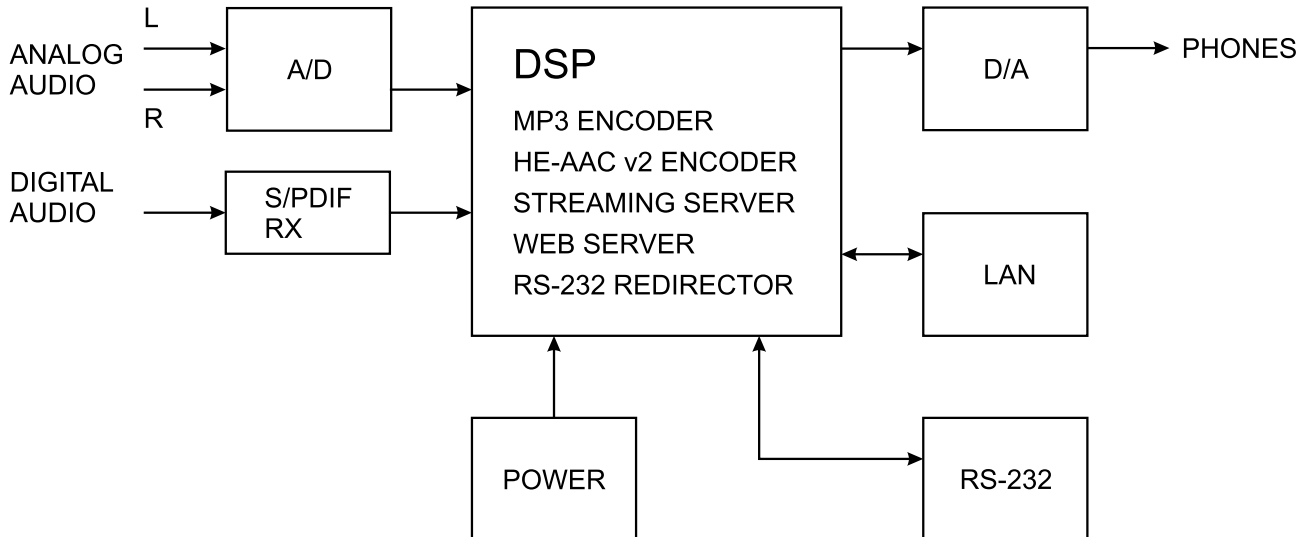 L
ANALOG
AUDIO
R
A/D
DIGITAL
AUDIO
S/PDIF
RX
DSP
MP3 ENCODER
HE-AAC v2 ENCODER
STREAMING SERVER
WEB SERVER
RS-232 REDIRECTOR
D/A
PHONES
LAN
POWER
RS-232